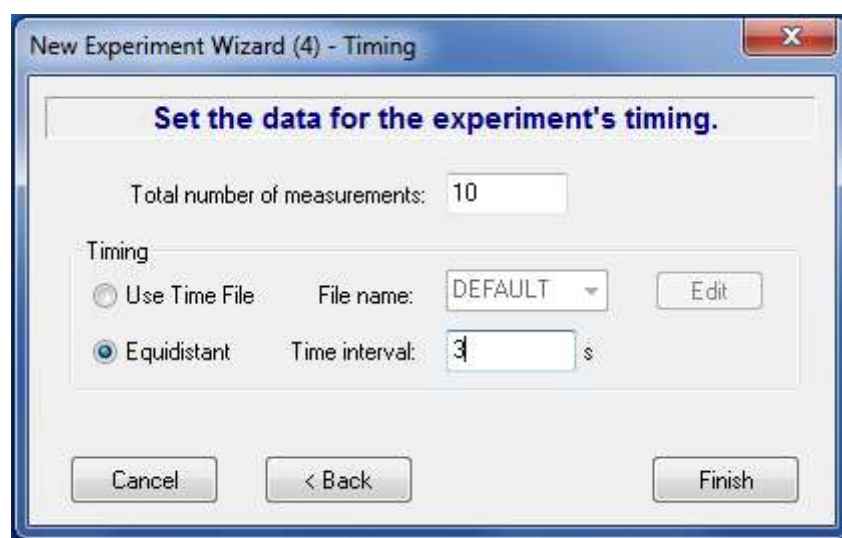 New Experiment Wizard (4) - Timing
Set the data for the experiment's timing.
Total number of measurements: 10
Timing
Use Time File File name: DEFAULT Edit
Equidistant Time interval: 3 s
Cancel < Back Finish